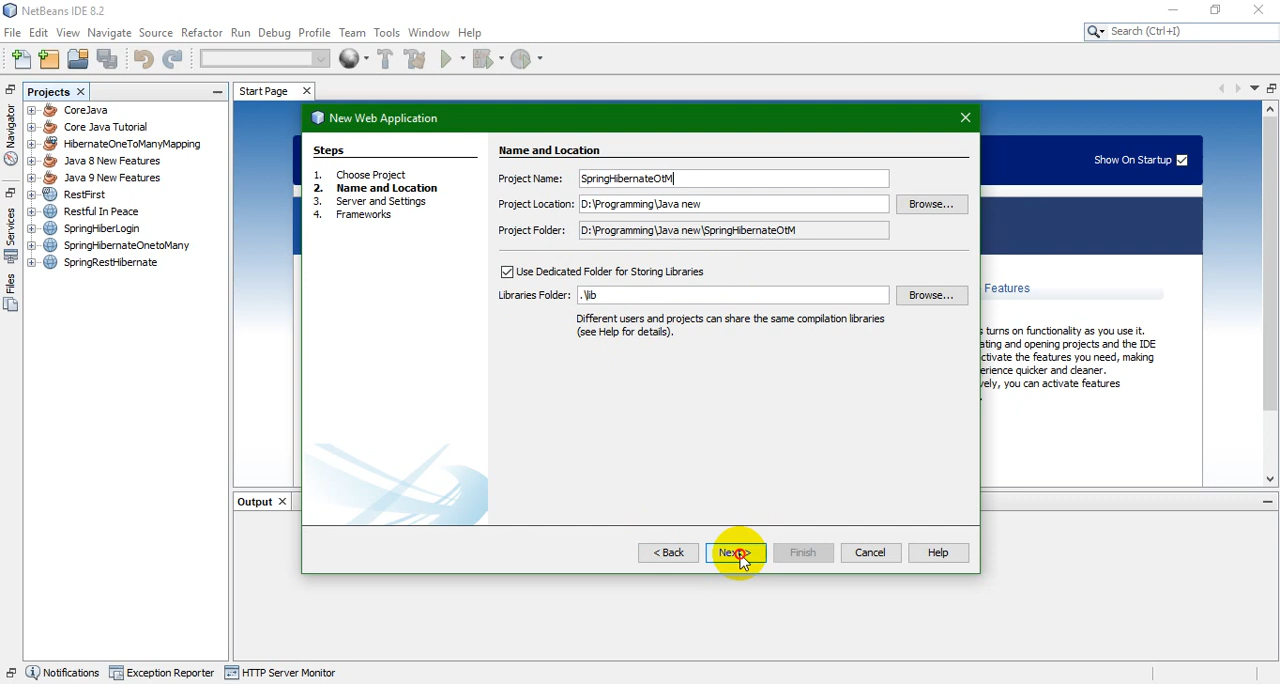 NetBeans IDE 8.2
File Edit View Navigate Source Refactor Run Debug Profile Team Tools Window Help
Search (Ctrl+I)
Projects
Start Page
Navigator
Services
Files
CoreJava
Core Java Tutorial
HibernateOneToManyMapping
Java 8 New Features
Java 9 New Features
RestFirst
Restful In Peace
SpringHiberLogin
SpringHibernateOnetoMany
SpringRestHibernate
New Web Application
Steps
1. Choose Project
2. Name and Location
3. Server and Settings
4. Frameworks
Name and Location
Project Name: SpringHibernateOtM
Project Location: D:\Programming\Java new Browse...
Project Folder: D:\Programming\Java new\SpringHibernateOtM
Use Dedicated Folder for Storing Libraries
Libraries Folder: .\lib Browse...
Different users and projects can share the same compilation libraries
(see Help for details).
< Back Next > Finish Cancel Help
Show On Startup
Features
turns on functionality as you use it.
ating and opening projects and the IDE
ctivate the features you need, making
erience quicker and cleaner.
vely, you can activate features
Output
Notifications Exception Reporter HTTP Server Monitor